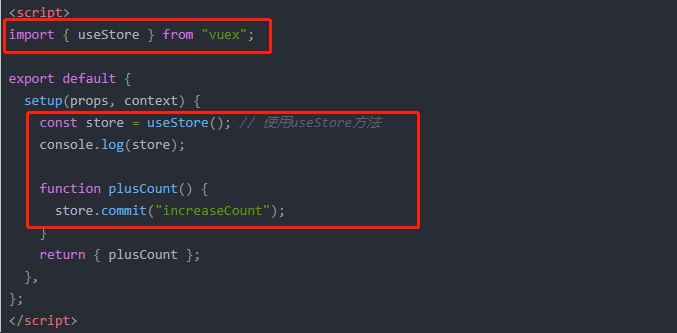 <script>
import { useStore } from "vuex";
export default {
setup(props, context) {
const store = useStore(); // 使用useStore方法
console.log(store);
function plusCount() {
store.commit("increaseCount");
}
return { plusCount };
},
};
</script>